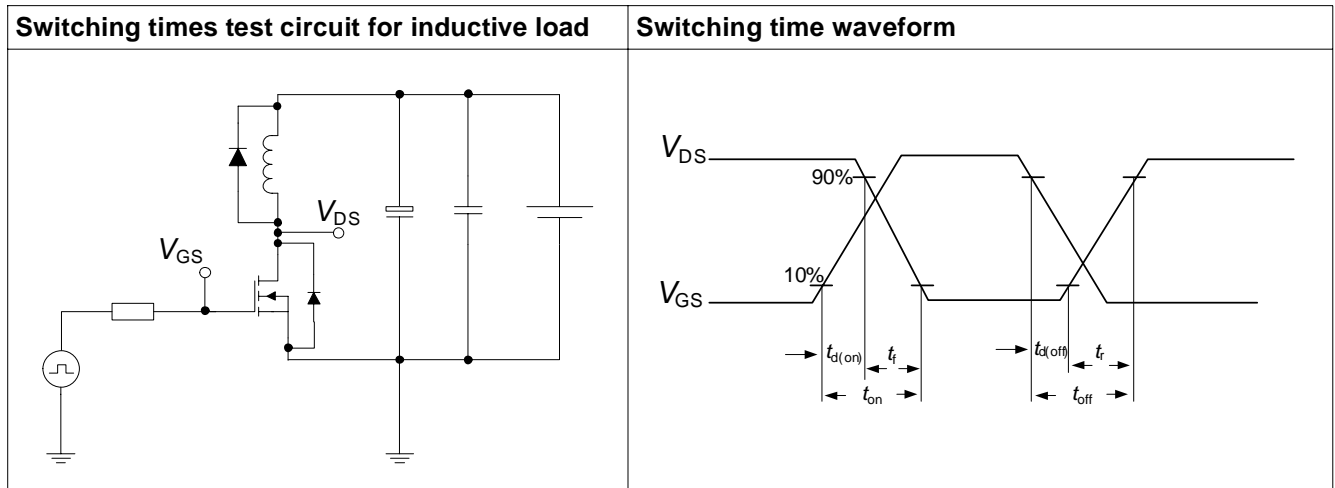 Switching times test circuit for inductive load
Switching time waveform
VDS
VGS
VDS
90%
10%
VGS
td(on) tf
ton
td(off) tr
toff